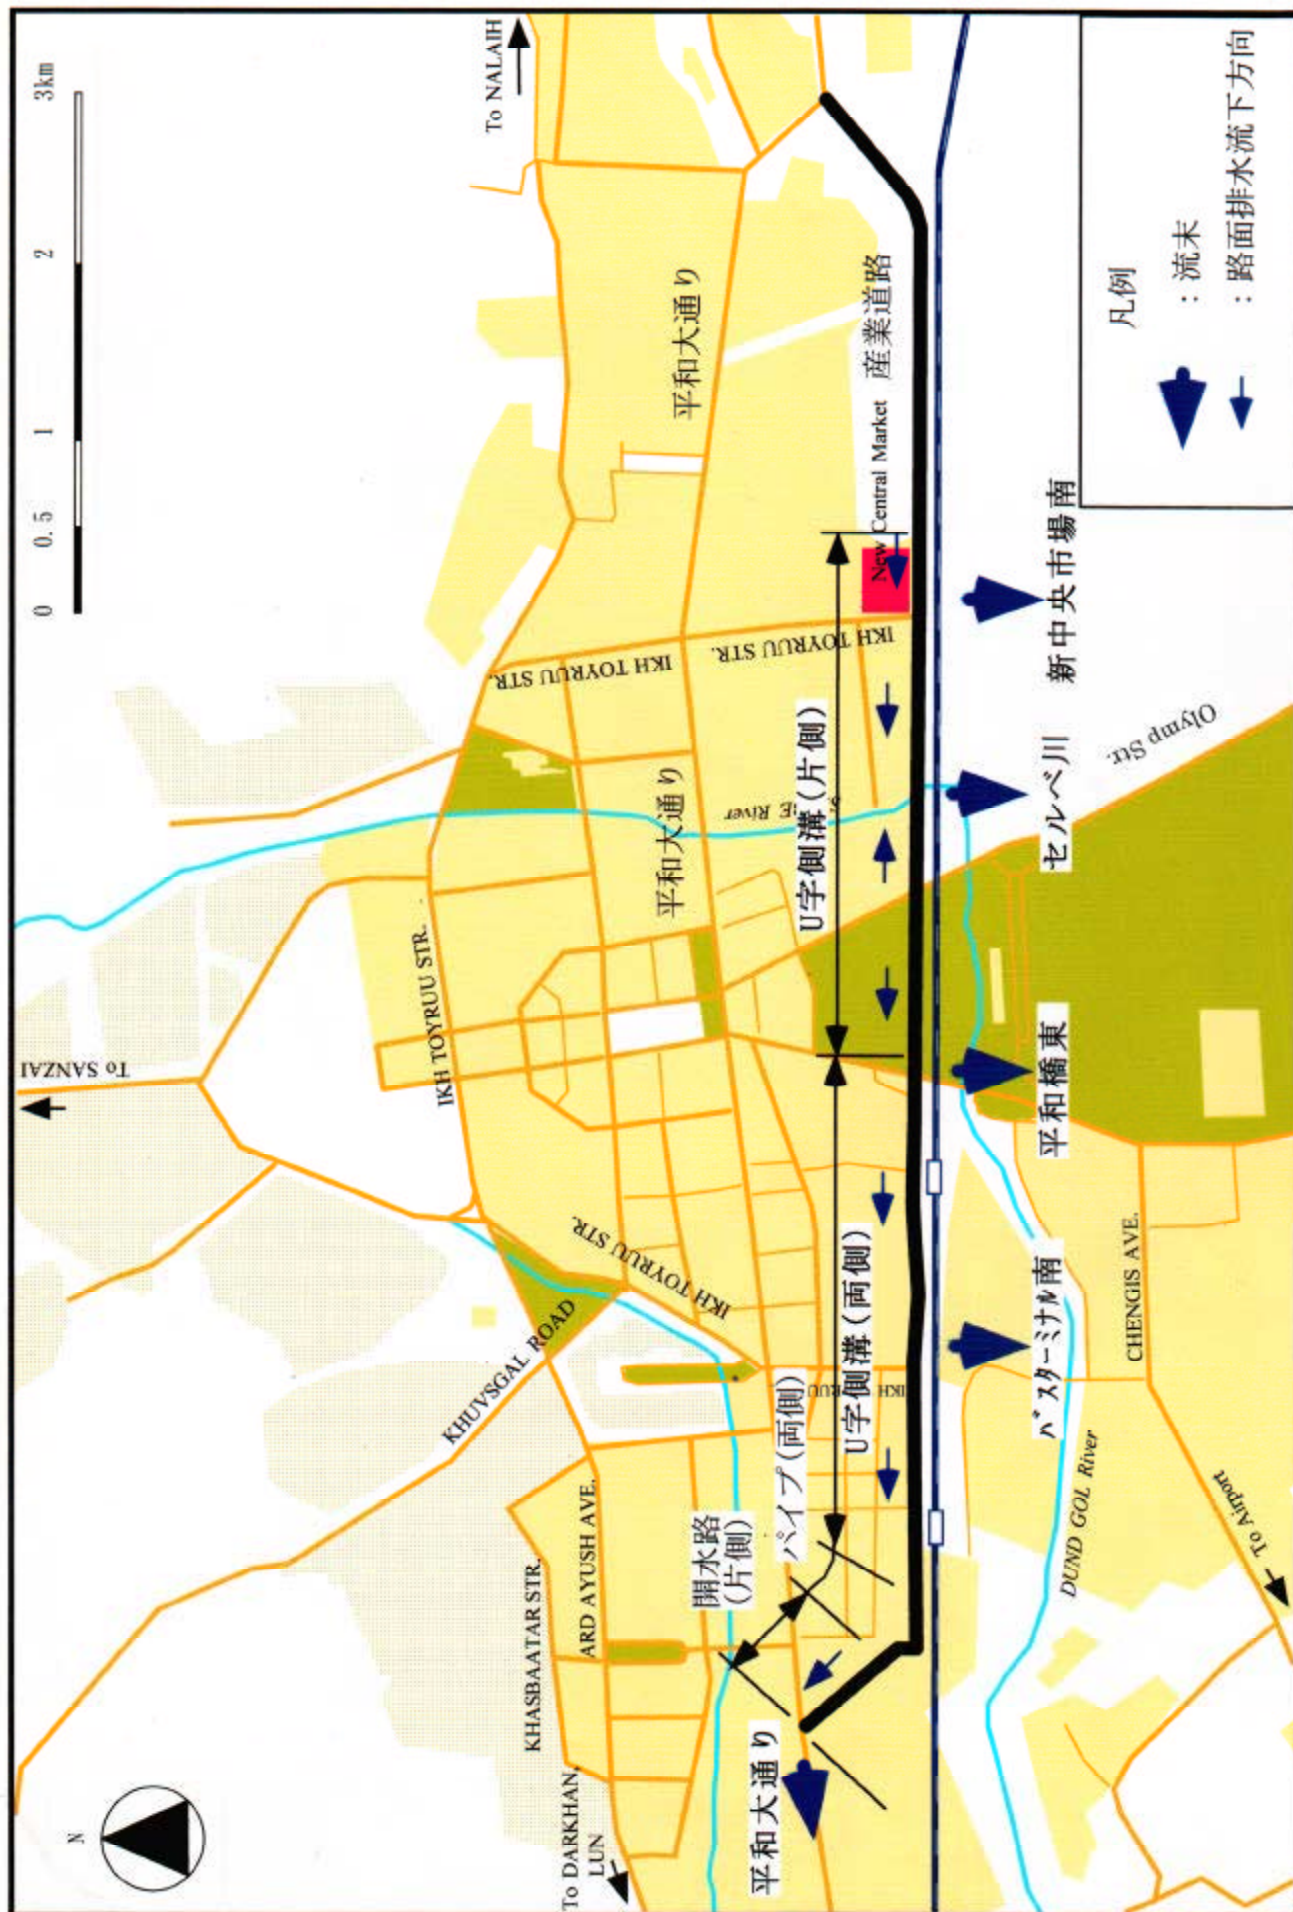 N
0 0.5 1 2 3km
To SANZAI
To NALAIH
To DARKHAN,
LUN
KHASBAATAR STR.
ARD AYUSH AVE.
KHUVSGAL ROAD
IKH TOYRUU STR.
IKH TOYRUU STR.
IKH TOYRUU STR.
IKH TOYRUU STR.
平和大通り
平和大通り
平和大通り
開水路
(片側)
パイプ(両側)
U字側溝(両側)
U字側溝(片側)
River
New Central Market
産業道路
バスターミナル南
平和橋東
セルベ川
新中央市場南
Olymp Str.
CHENGIS AVE.
DUND GOL River
To Airport
凡例
：流末
：路面排水流下方向